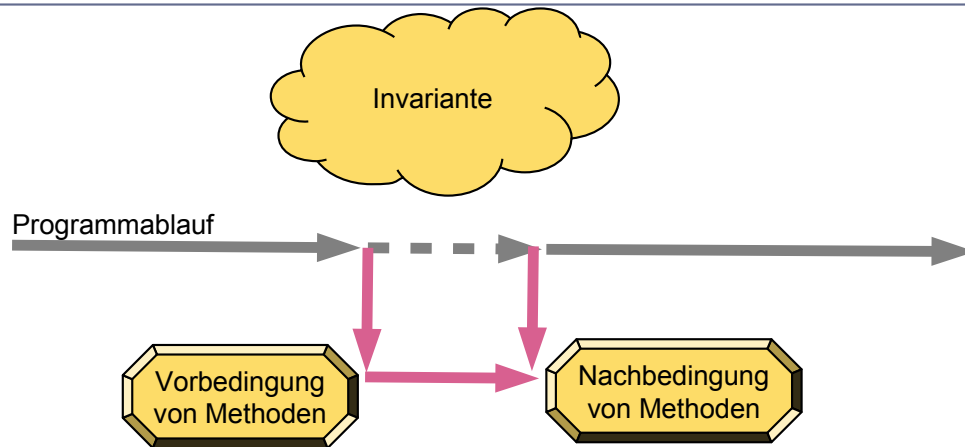 Invariante
Programmablauf
Vorbedingung
von Methoden
Nachbedingung
von Methoden